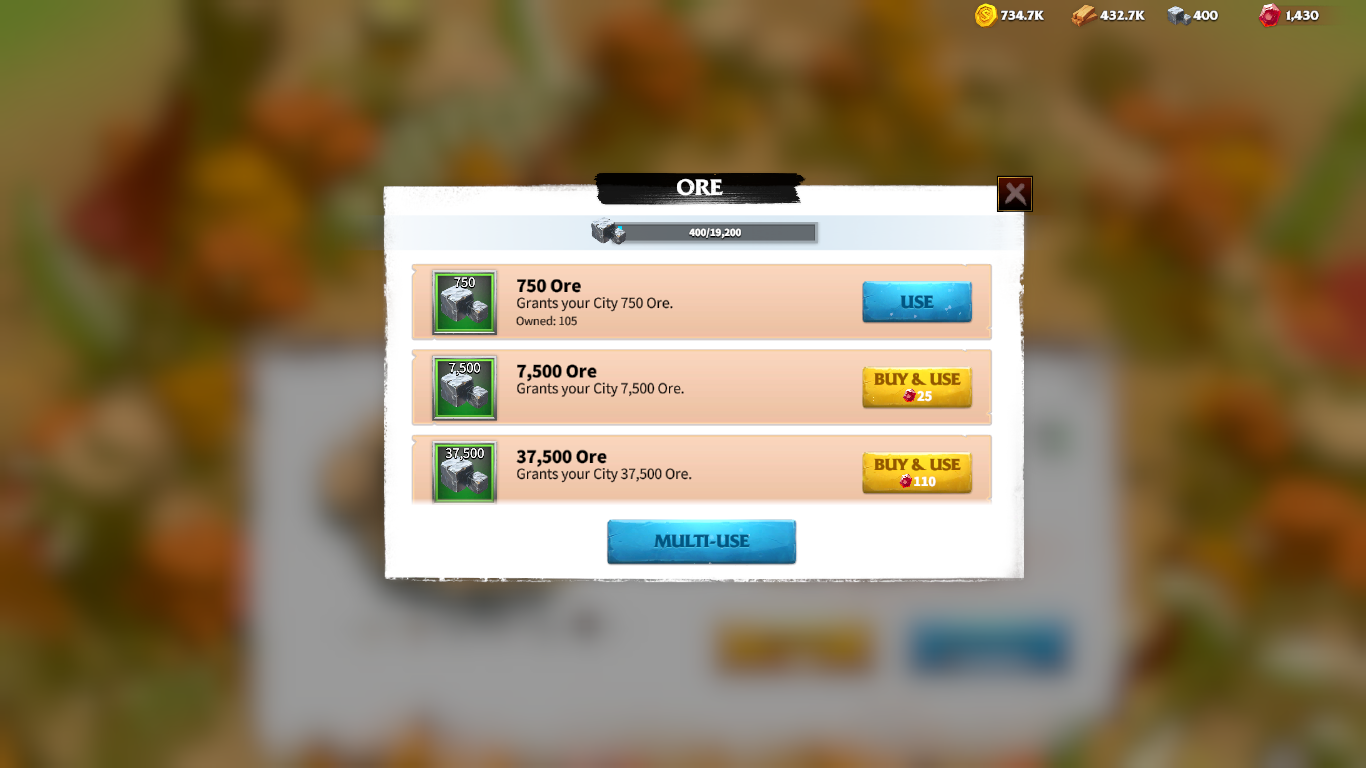 734.7K 432.7K 400 1,430
ORE
400/19,200
750
750 Ore
Grants your City 750 Ore.
Owned: 105
USE
7,500
7,500 Ore
Grants your City 7,500 Ore.
BUY & USE
25
37,500
37,500 Ore
Grants your City 37,500 Ore.
BUY & USE
110
MULTI-USE